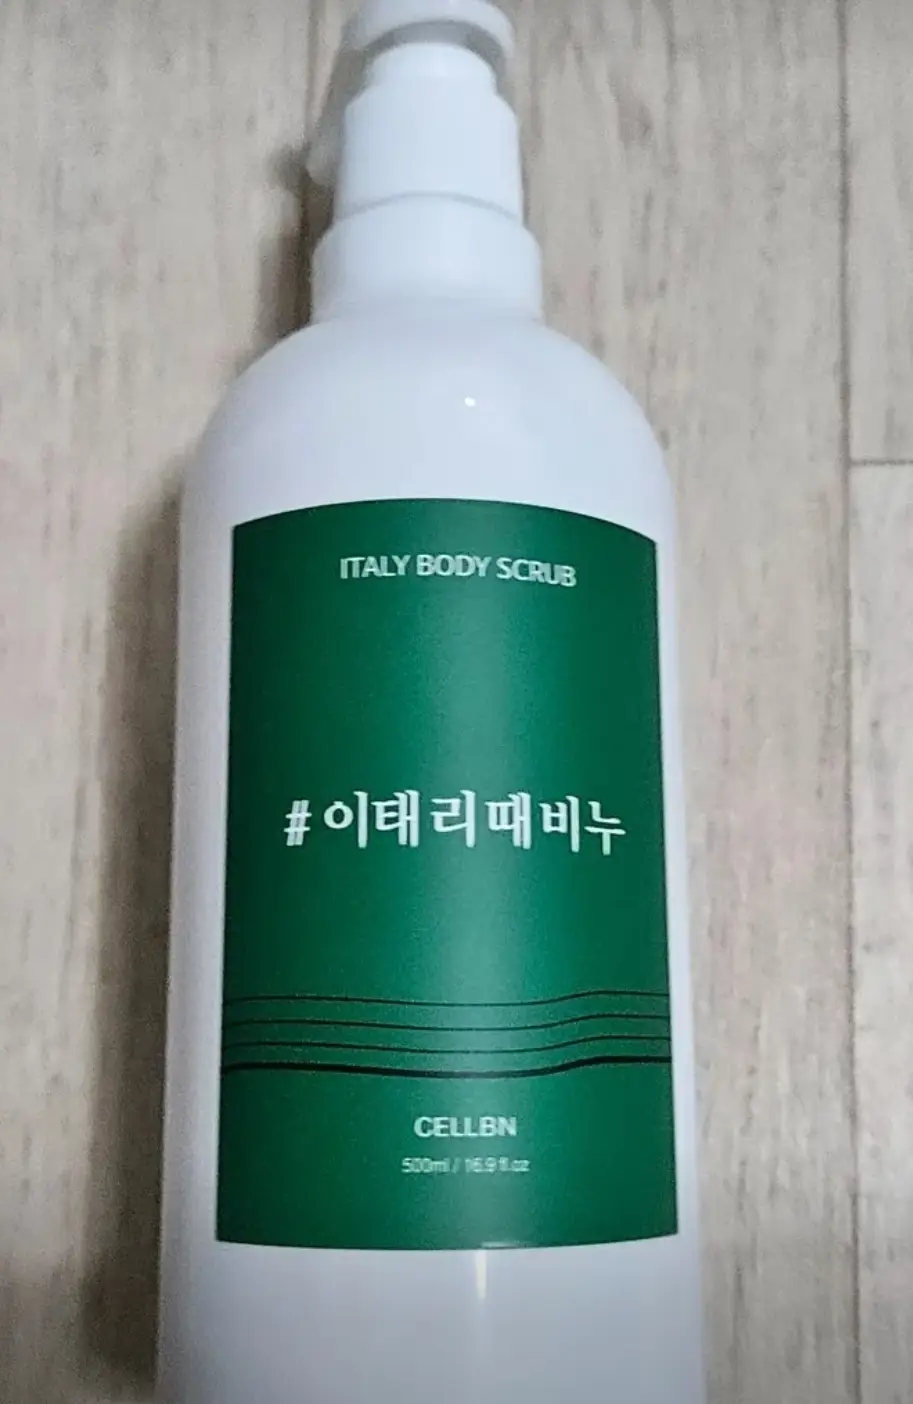 ITALY BODY SCRUB
#이태리때비누
CELLBN
500ml / 16.9 fl.oz